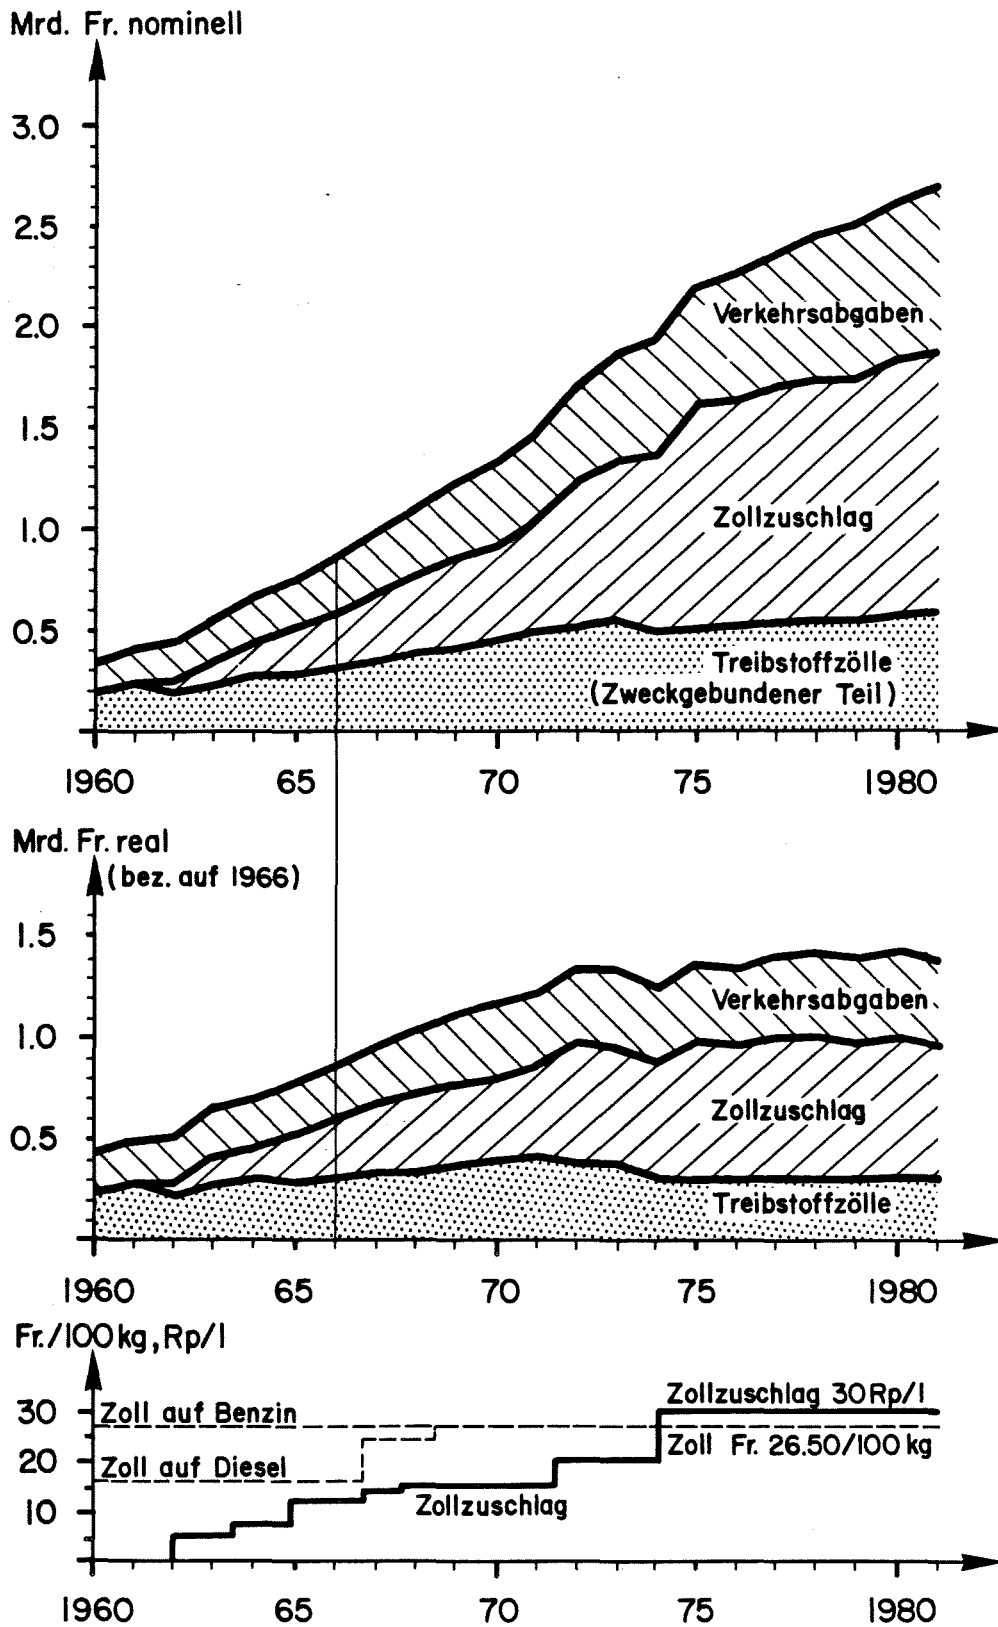 Mrd. Fr. nominell
3.0
2.5
2.0
Verkehrsabgaben
1.5
Zollzuschlag
1.0
0.5
Treibstoffzölle
(Zweckgebundener Teil)
1960 65 70 75 1980
Mrd. Fr. real
(bez. auf 1966)
1.5
Verkehrsabgaben
1.0
Zollzuschlag
0.5
Treibstoffzölle
1960 65 70 75 1980
Fr./100 kg, Rp/l
Zollzuschlag 30 Rp/l
30 Zoll auf Benzin
Zoll Fr. 26.50/100 kg
20 Zoll auf Diesel
10 Zollzuschlag
1960 65 70 75 1980